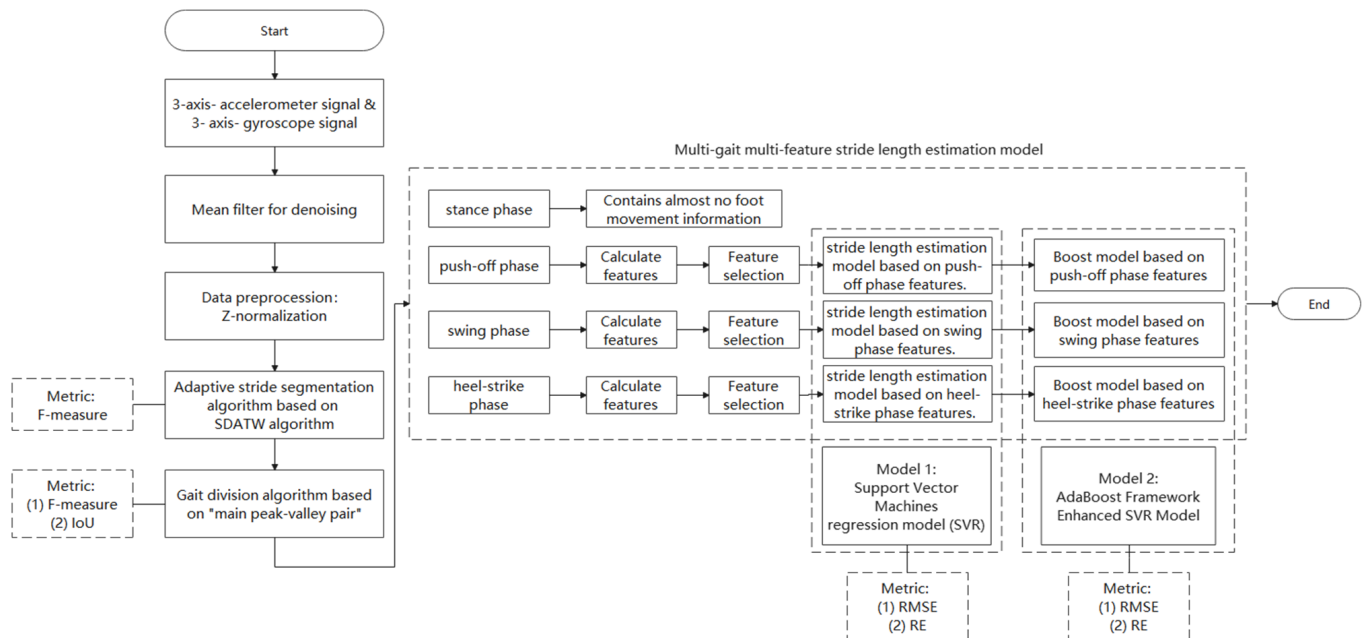 Start
3-axis- accelerometer signal &
3- axis- gyroscope signal
Mean filter for denoising
Data preprocession:
Z-normalization
Metric:
F-measure
Adaptive stride segmentation
algorithm based on
SDATW algorithm
Metric:
(1) F-measure
(2) IoU
Gait division algorithm based
on "main peak-valley pair"
Multi-gait multi-feature stride length estimation model
stance phase
Contains almost no foot
movement information
push-off phase
Calculate
features
Feature
selection
stride length estimation
model based on push-
off phase features.
Boost model based on
push-off phase features
swing phase
Calculate
features
Feature
selection
stride length estimation
model based on swing
phase features.
Boost model based on
swing phase features
heel-strike
phase
Calculate
features
Feature
selection
stride length estimation
model based on heel-
strike phase features.
Boost model based on
heel-strike phase features
End
Model 1:
Support Vector
Machines
regression model (SVR)
Model 2:
AdaBoost Framework
Enhanced SVR Model
Metric:
(1) RMSE
(2) RE
Metric:
(1) RMSE
(2) RE